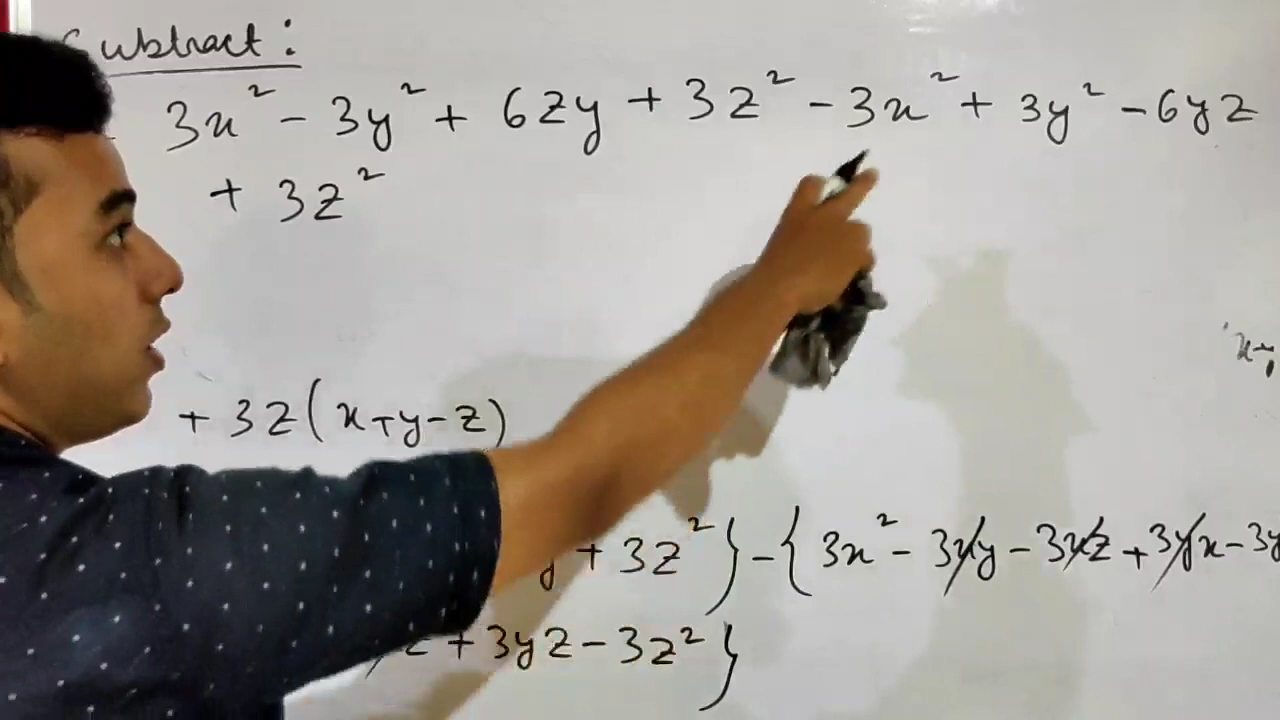 Subtract:
3x² - 3y² + 6zy + 3z² - 3x² + 3y² - 6yz
+ 3z²
x-y
+ 3z(x+y-z)
y + 3z²} - {3x² - 3xy - 3xz + 3yx - 3y
z + 3yz - 3z²}